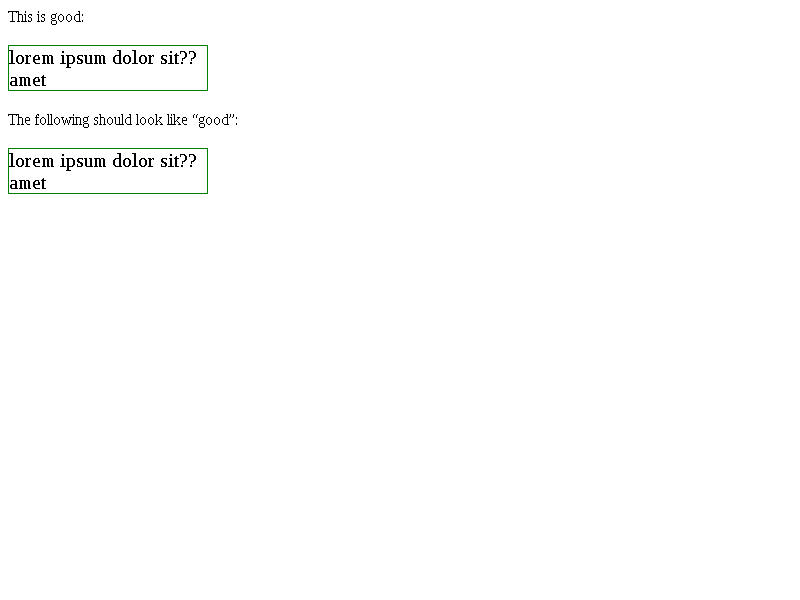 This is good:
lorem ipsum dolor sit??
amet
The following should look like “good”:
lorem ipsum dolor sit??
amet